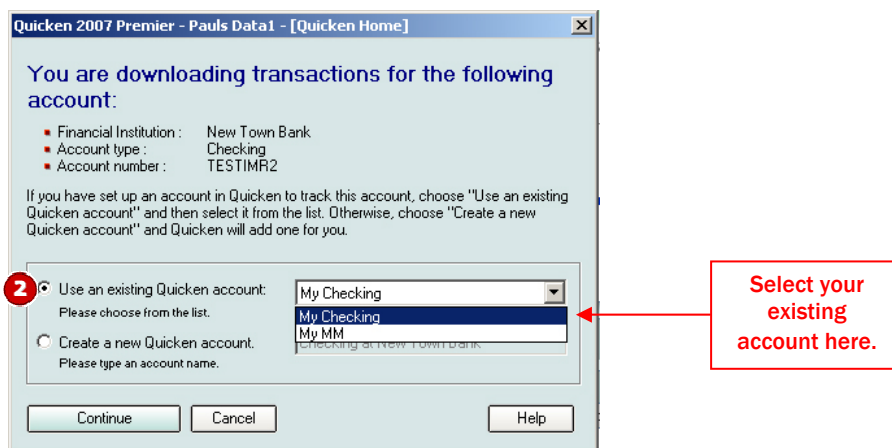 Quicken 2007 Premier - Pauls Data1 - [Quicken Home]
You are downloading transactions for the following
account:
Financial Institution : New Town Bank
Account type : Checking
Account number : TESTIMR2
If you have set up an account in Quicken to track this account, choose "Use an existing
Quicken account" and then select it from the list. Otherwise, choose "Create a new
Quicken account" and Quicken will add one for you.
2 Use an existing Quicken account: My Checking
Please choose from the list.
My Checking
My MM
Create a new Quicken account. Checking at New Town Bank
Please type an account name.
Continue Cancel Help
Select your
existing
account here.